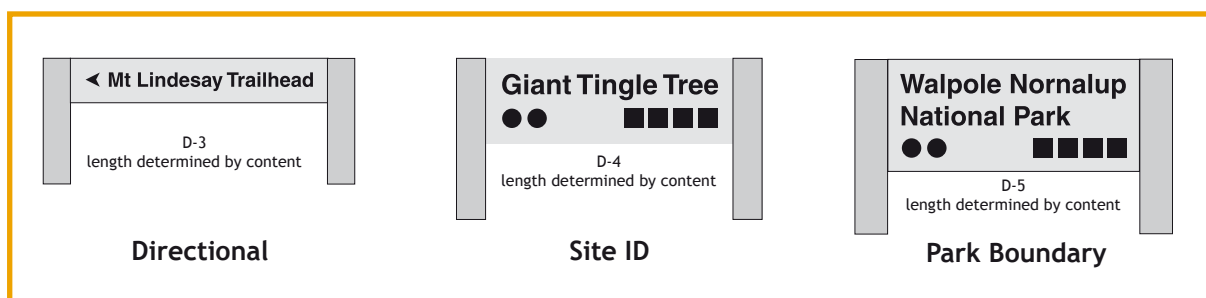 ⮜ Mt Lindesay Trailhead
D-3
length determined by content
Directional
Giant Tingle Tree
D-4
length determined by content
Site ID
Walpole Nornalup
National Park
D-5
length determined by content
Park Boundary